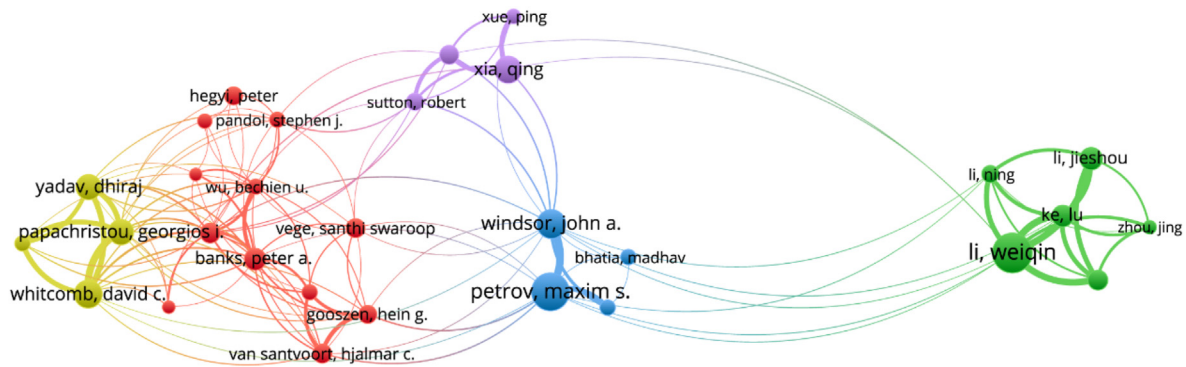 xue, ping
xia, qing
sutton, robert
hegyi, peter
pandol, stephen j.
yadav, dhiraj
wu, bechien u.
papachristou, georgios i.
vege, santhi swaroop
banks, peter a.
whitcomb, david c.
gooszen, hein g.
van santvoort, hjalmar c.
windsor, john a.
bhatia, madhav
petrov, maxim s.
li, jieshou
li, ning
ke, lu
zhou, jing
li, weiqin